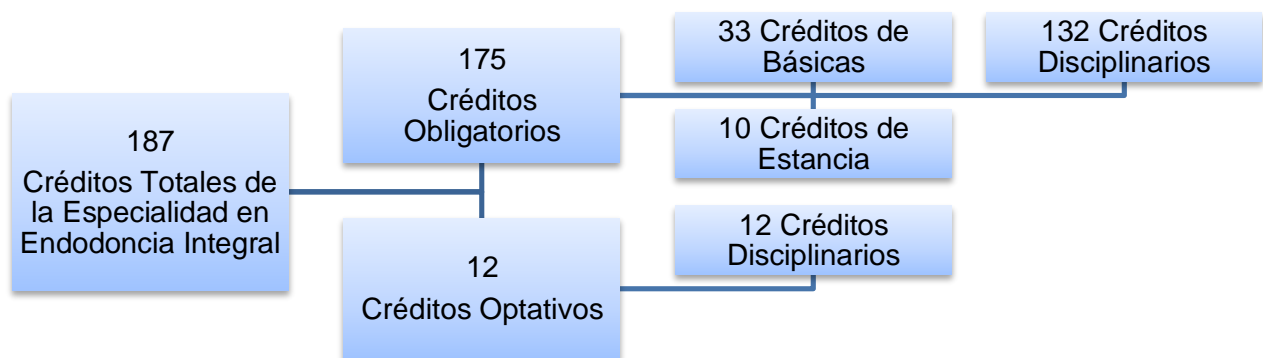 187
Créditos Totales de
la Especialidad en
Endodoncia Integral
175
Créditos
Obligatorios
33 Créditos de
Básicas
132 Créditos
Disciplinarios
10 Créditos de
Estancia
12
Créditos Optativos
12 Créditos
Disciplinarios